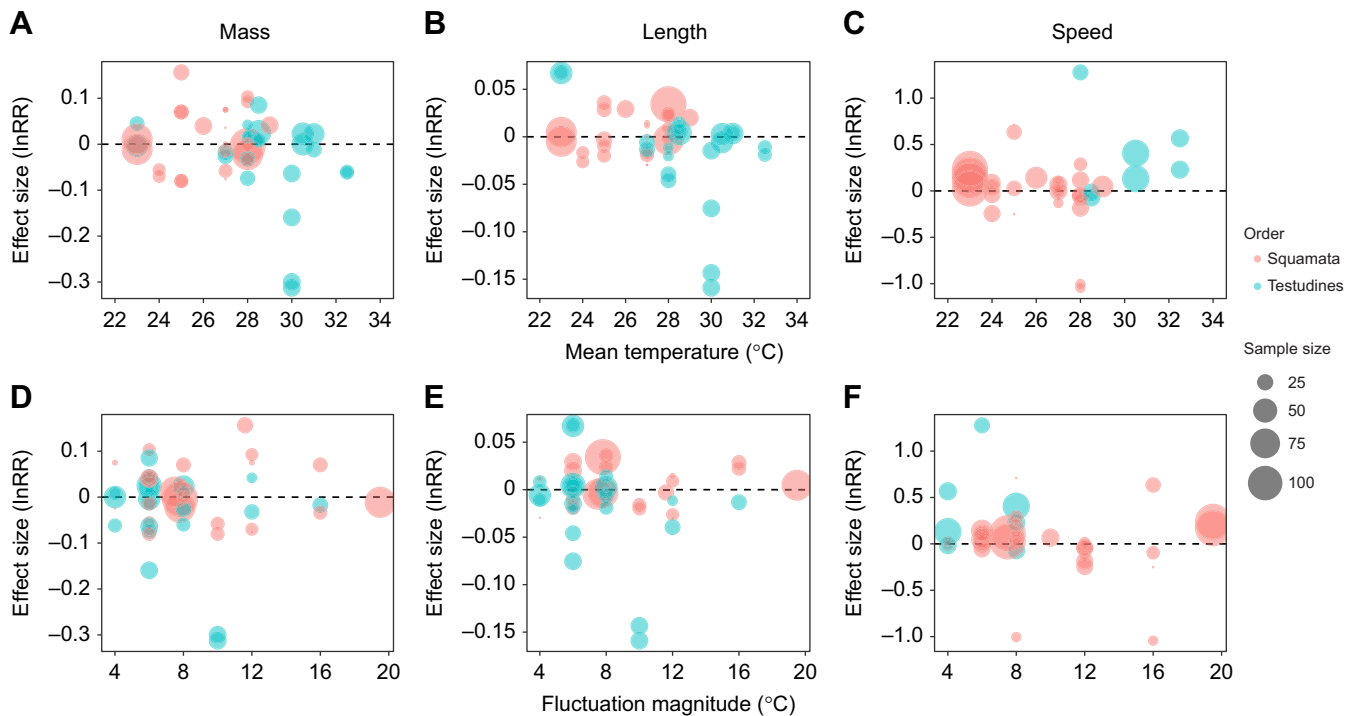 A
Mass
B
Length
C
Speed
Effect size (lnRR)
0.1
0
–0.1
–0.2
–0.3
22 24 26 28 30 32 34
Effect size (lnRR)
0.05
0
–0.05
–0.10
–0.15
22 24 26 28 30 32 34
Mean temperature (°C)
Effect size (lnRR)
1.0
0.5
0
–0.5
–1.0
22 24 26 28 30 32 34
Order
Squamata
Testudines
Sample size
25
50
75
100
D
Effect size (lnRR)
0.1
0
–0.1
–0.2
–0.3
4 8 12 16 20
E
Effect size (lnRR)
0.05
0
–0.05
–0.10
–0.15
4 8 12 16 20
Fluctuation magnitude (°C)
F
Effect size (lnRR)
1.0
0.5
0
–0.5
–1.0
4 8 12 16 20